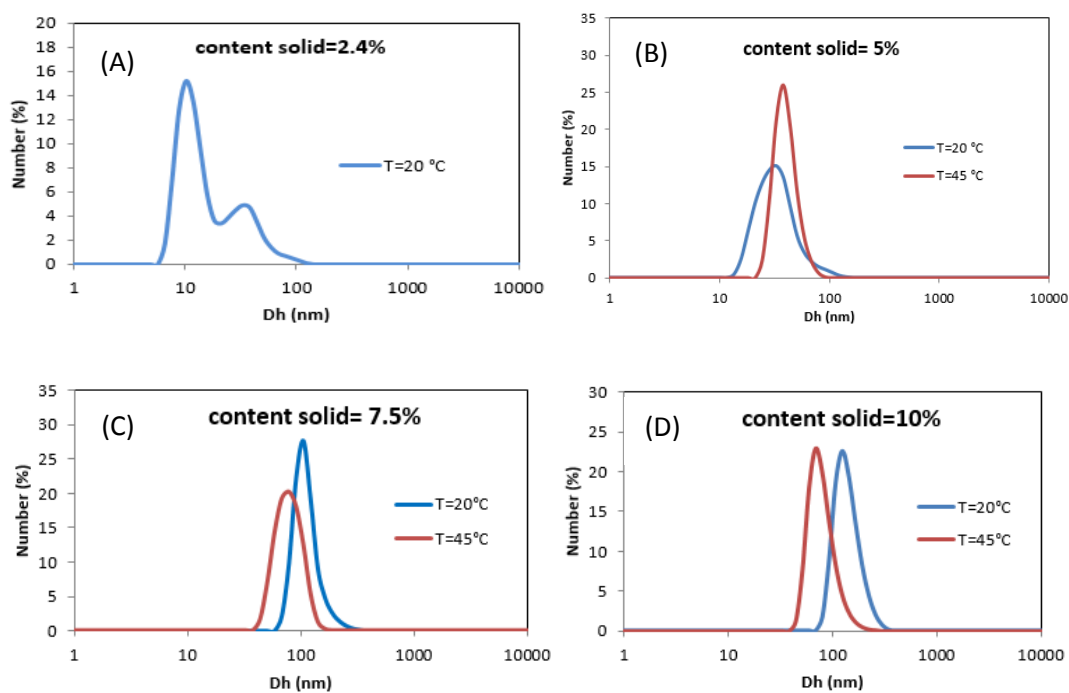 (A)
content solid=2.4%
20
18
16
14
12
10
8
6
4
2
0
Number (%)
T=20 °C
1
10
100
1000
10000
Dh (nm)
(B)
content solid= 5%
35
30
25
20
15
10
5
0
Number (%)
T=20 °C
T=45 °C
1
10
100
1000
10000
Dh (nm)
(C)
content solid= 7.5%
35
30
25
20
15
10
5
0
Number (%)
T=20°C
T=45°C
1
10
100
1000
10000
Dh (nm)
(D)
content solid=10%
30
25
20
15
10
5
0
Number (%)
T=20°C
T=45°C
1
10
100
1000
10000
Dh (nm)